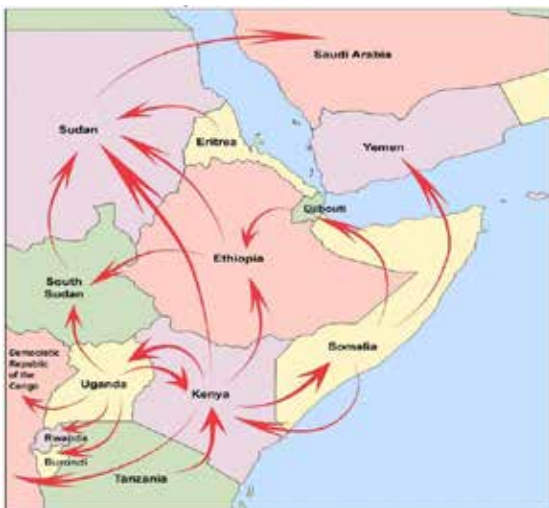 Saudi Arabia
Sudan
Eritrea
Yemen
Djibouti
Ethiopia
South
Sudan
Somalia
Democratic
Republic
of the
Congo
Uganda
Kenya
Rwanda
Burundi
Tanzania